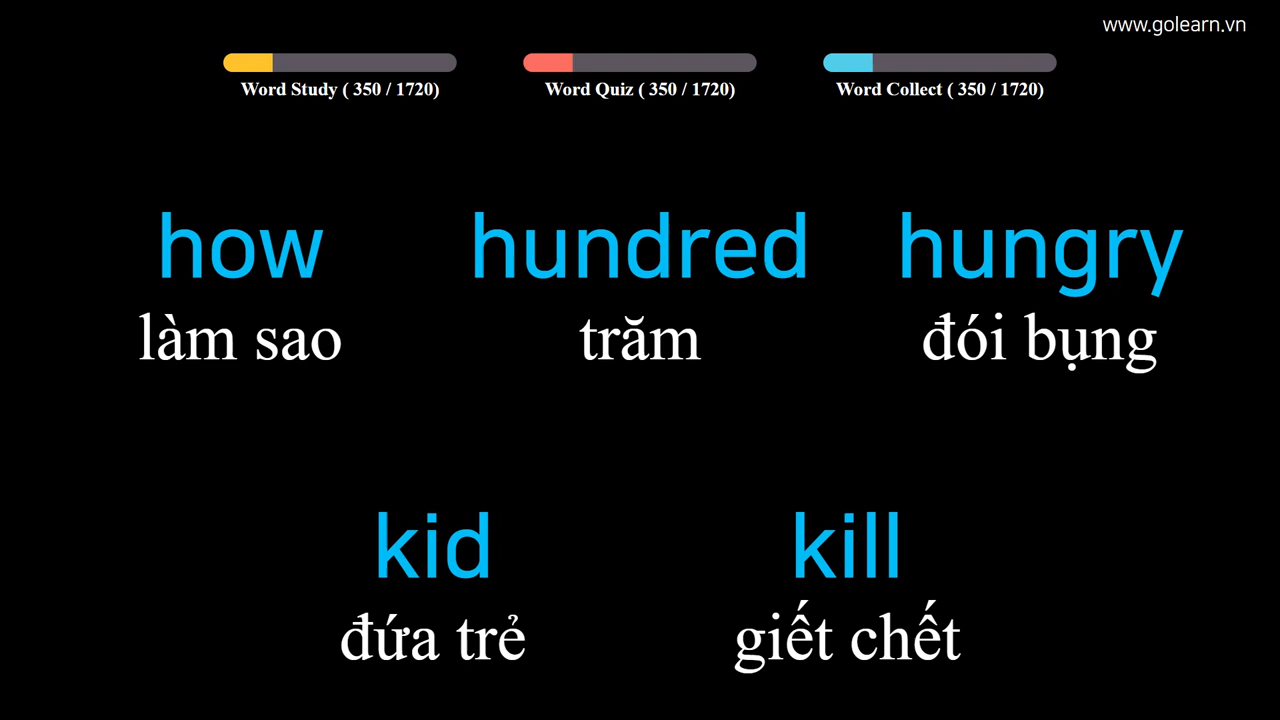 www.golearn.vn
Word Study ( 350 / 1720)
Word Quiz ( 350 / 1720)
Word Collect ( 350 / 1720)
how
hundred
hungry
làm sao
trăm
đói bụng
kid
kill
đứa trẻ
giết chết